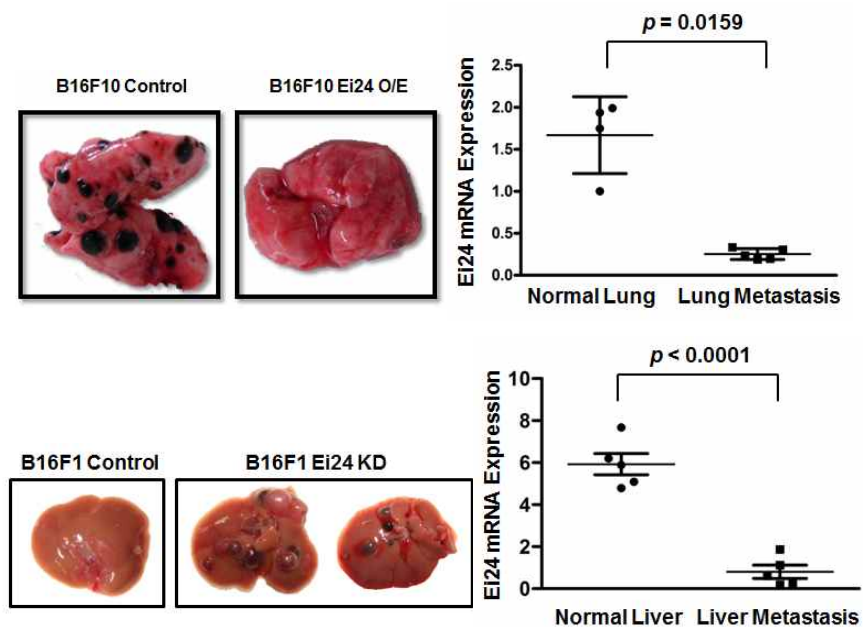 B16F10 Control
B16F10 Ei24 O/E
p = 0.0159
Ei24 mRNA Expression
2.5
2.0
1.5
1.0
0.5
0.0
Normal Lung
Lung Metastasis
B16F1 Control
B16F1 Ei24 KD
p < 0.0001
Ei24 mRNA Expression
10
8
6
4
2
0
Normal Liver
Liver Metastasis